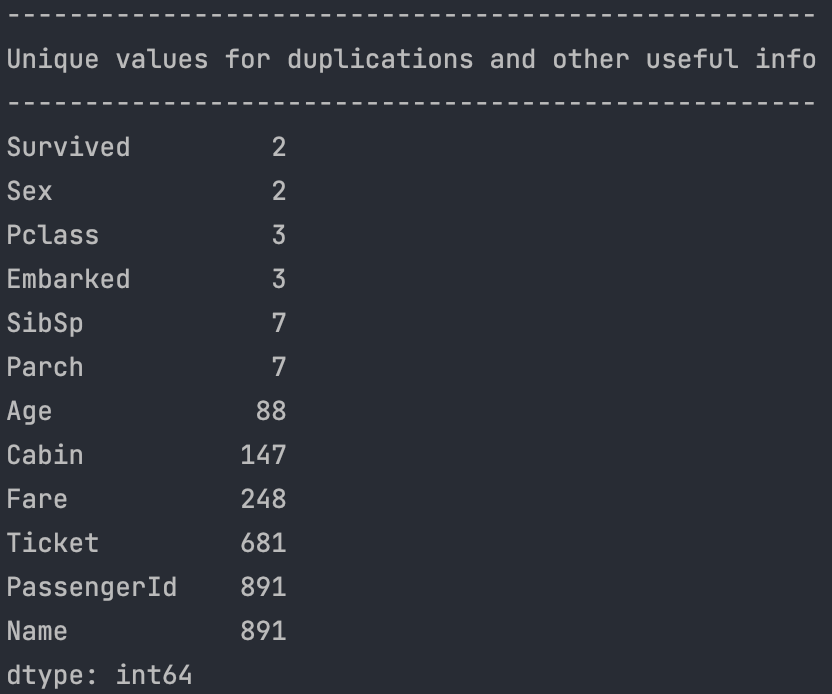 ----------------------------------------------------
Unique values for duplications and other useful info
----------------------------------------------------
Survived         2
Sex              2
Pclass           3
Embarked         3
SibSp            7
Parch            7
Age             88
Cabin          147
Fare           248
Ticket         681
PassengerId    891
Name           891
dtype: int64